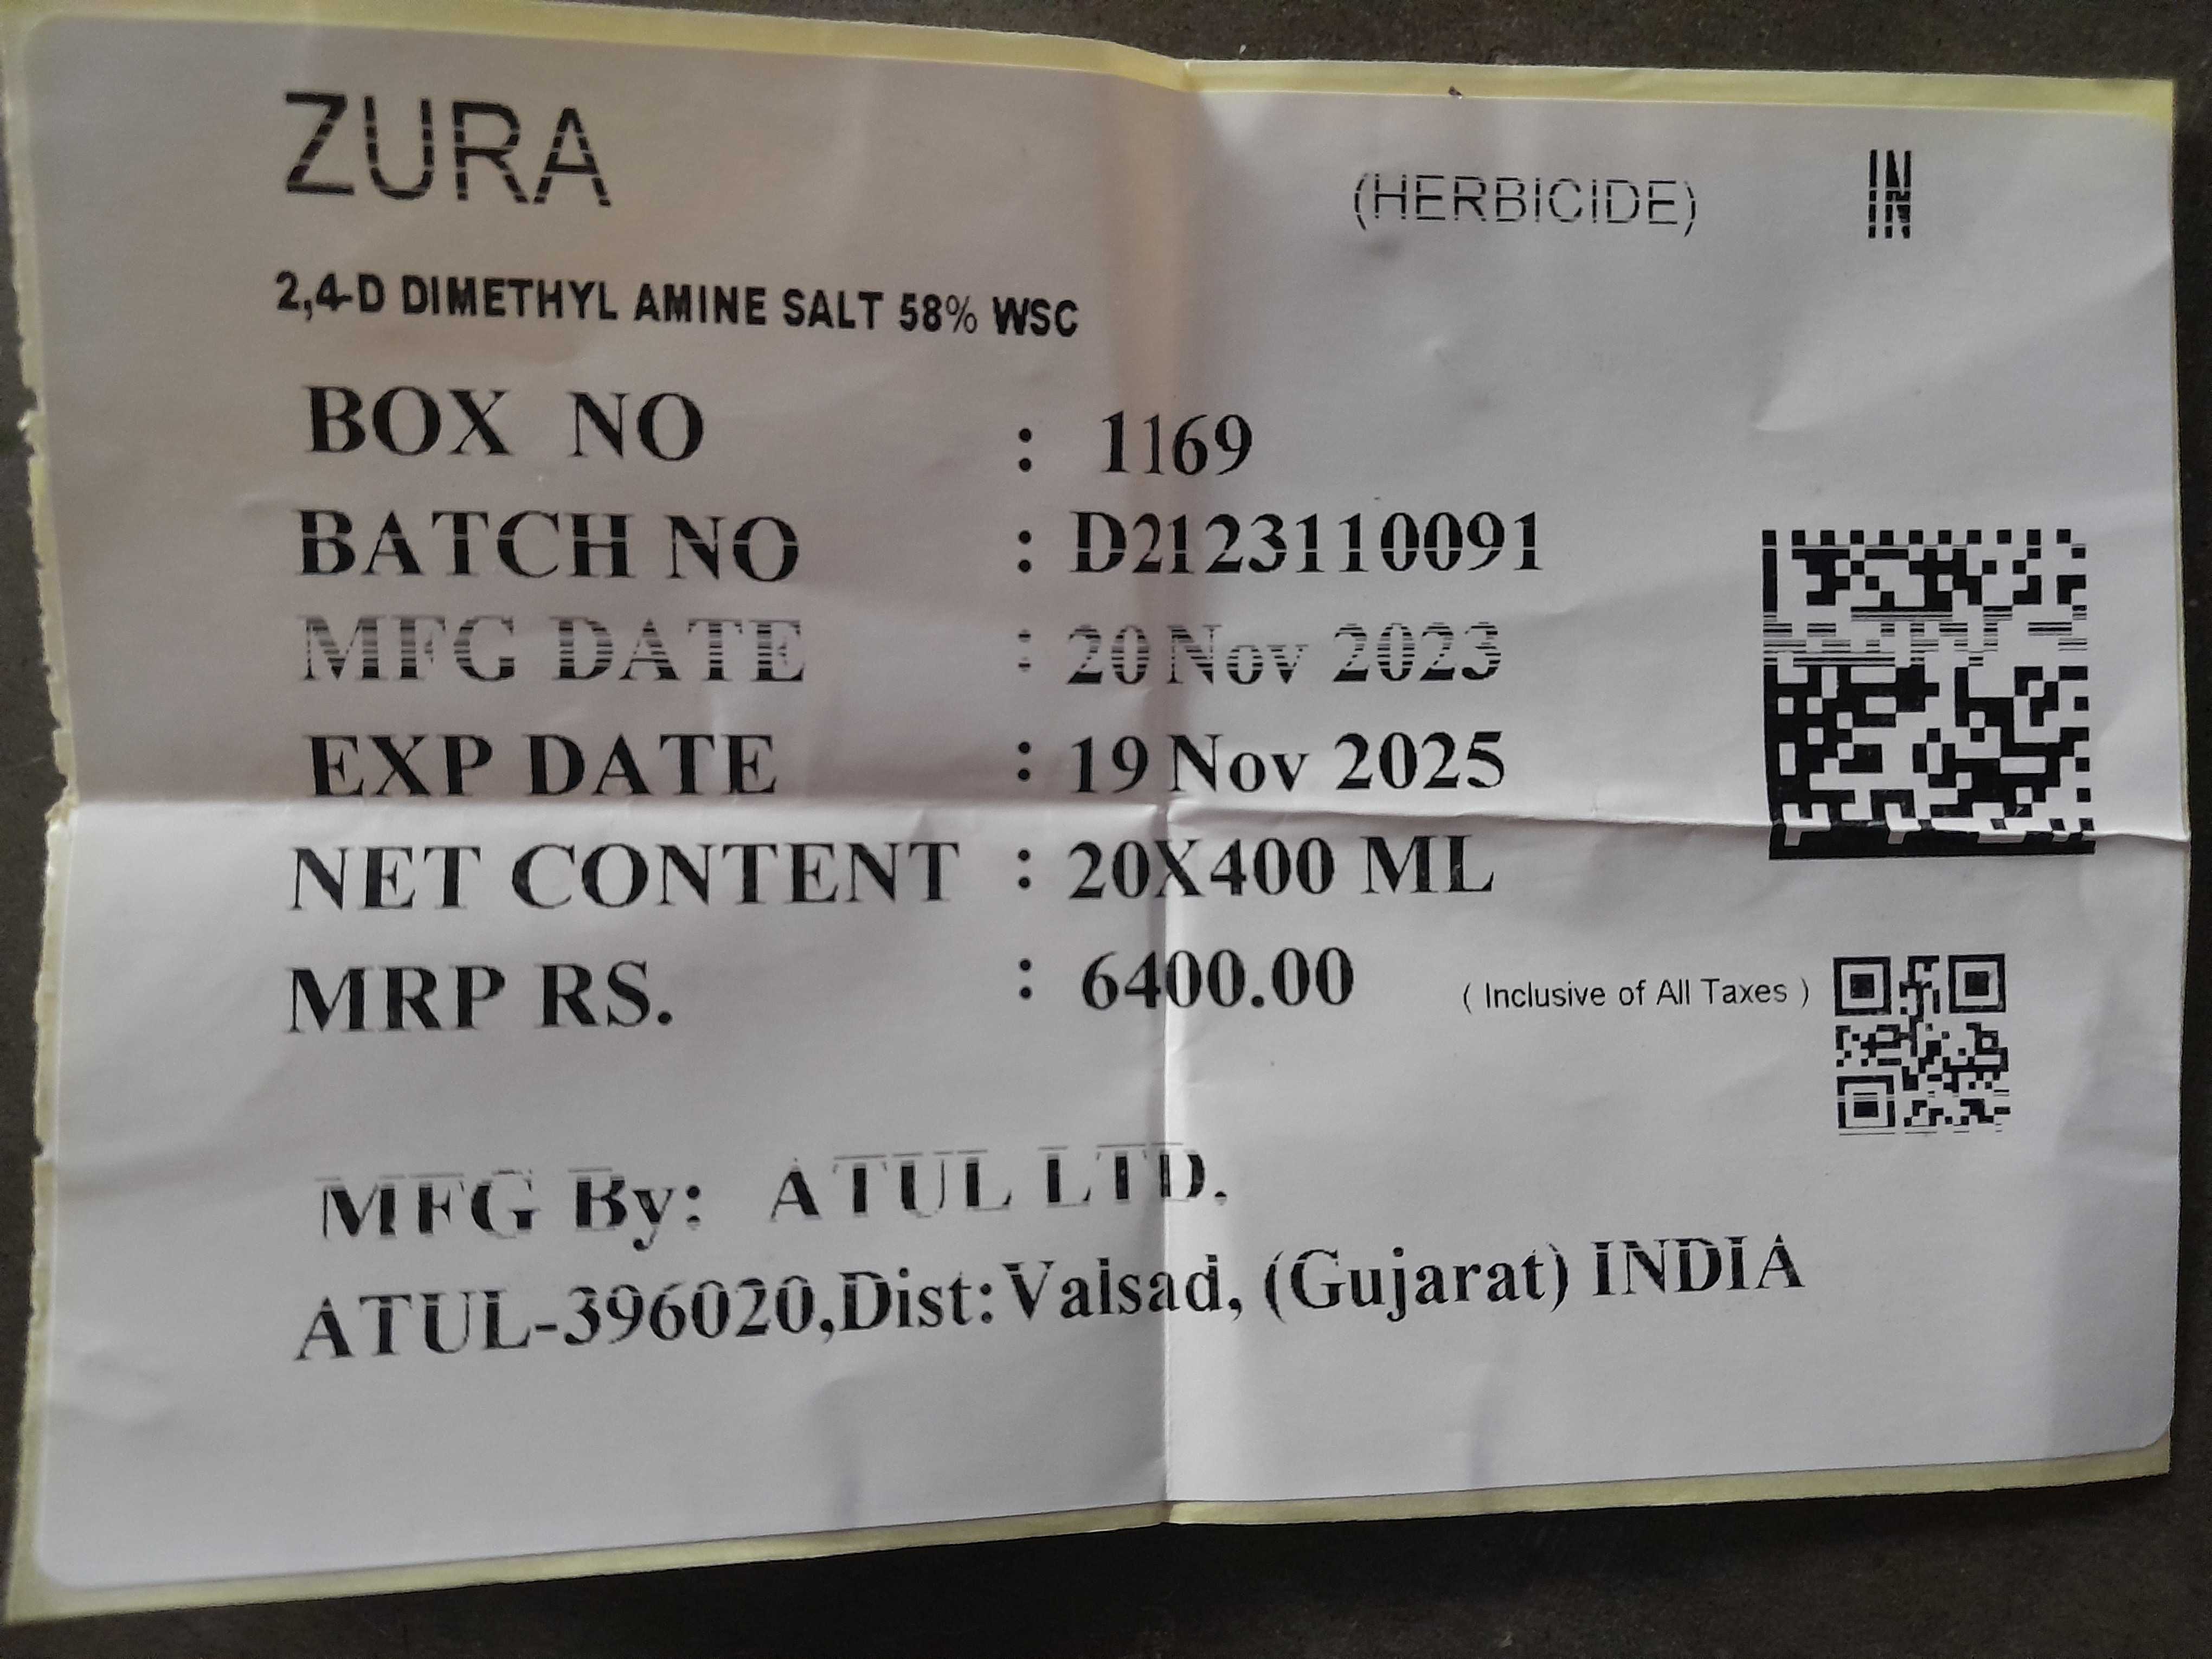 ZURA
(HERBICIDE) IN
2,4-D DIMETHYL AMINE SALT 58% WSC
BOX NO : 1169
BATCH NO : D2123110091
MFG DATE : 20 Nov 2023
EXP DATE : 19 Nov 2025
NET CONTENT : 20X400 ML
MRP RS. : 6400.00 ( Inclusive of All Taxes )
MFG By: ATUL LTD.
ATUL-396020,Dist:Valsad, (Gujarat) INDIA